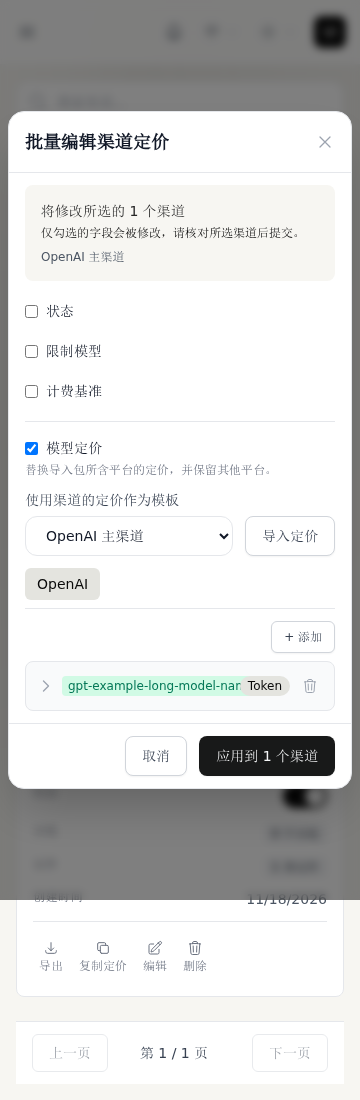 批量编辑渠道定价
将修改所选的 1 个渠道
仅勾选的字段会被修改，请核对所选渠道后提交。
OpenAI 主渠道
状态
限制模型
计费基准
模型定价
替换导入包所含平台的定价，并保留其他平台。
使用渠道的定价作为模板
OpenAI 主渠道
导入定价
OpenAI
+ 添加
gpt-example-long-model-nar Token
取消
应用到 1 个渠道
创建时间 11/18/2026
导出 复制定价 编辑 删除
上一页 第 1 / 1 页 下一页